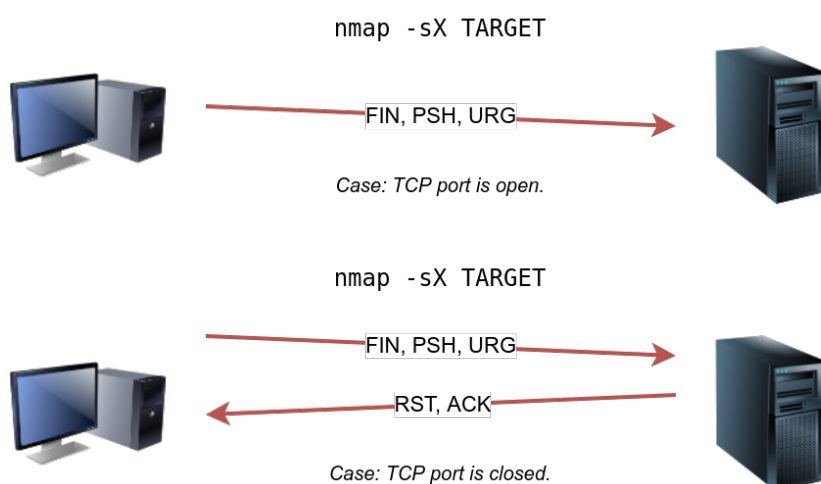 nmap -sX TARGET
FIN, PSH, URG
Case: TCP port is open.
nmap -sX TARGET
FIN, PSH, URG
RST, ACK
Case: TCP port is closed.